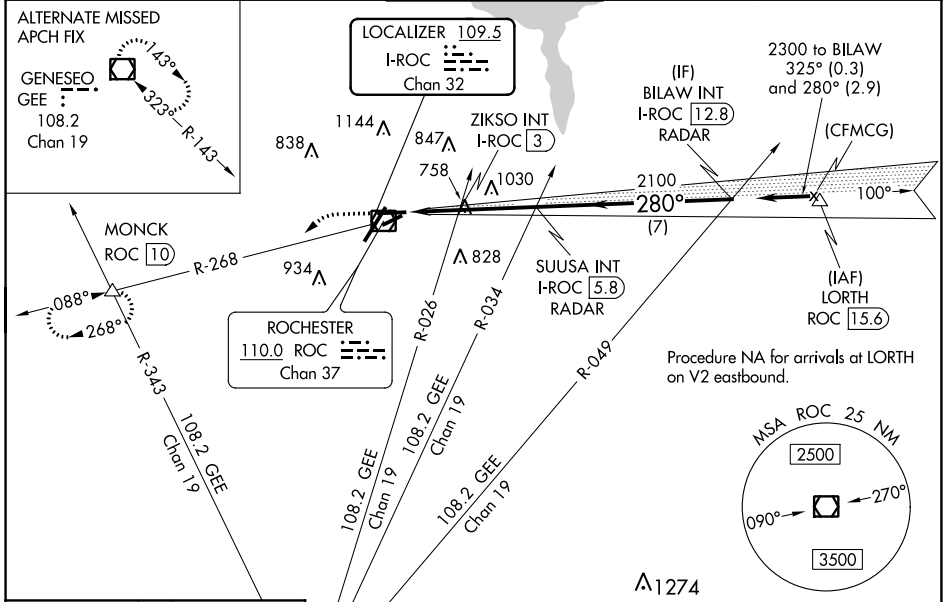 ALTERNATE MISSED
APCH FIX
GENESEO
GEE
108.2
Chan 19
143°
323°
R-143
LOCALIZER 109.5
I-ROC
Chan 32
2300 to BILAW
325° (0.3)
and 280° (2.9)
(IF)
BILAW INT
I-ROC 12.8
RADAR
(CFMCG)
ZIKSO INT
I-ROC 3
838
1144
847
758
1030
2100
280°
(7)
100°
MONCK
ROC 10
R-268
088°
268°
934
828
SUUSA INT
I-ROC 5.8
RADAR
(IAF)
LORTH
ROC 15.6
ROCHESTER
110.0 ROC
Chan 37
R-026
R-034
R-049
R-343
108.2 GEE
Chan 19
108.2 GEE
Chan 19
108.2 GEE
Chan 19
108.2 GEE
Chan 19
Procedure NA for arrivals at LORTH
on V2 eastbound.
MSA ROC 25 NM
2500
090°
270°
3500
1274